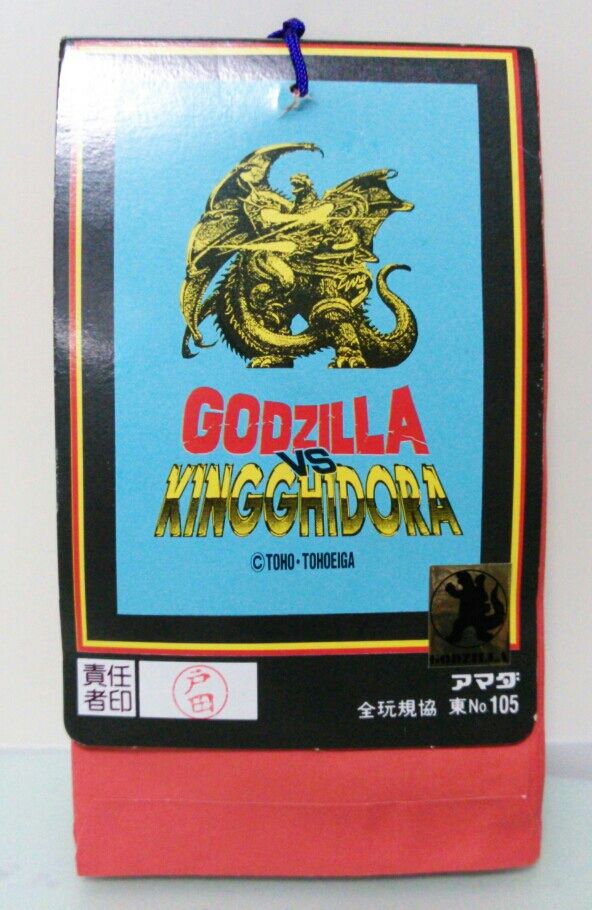 GODZILLA
VS
KINGGHIDORA
©TOHO・TOHOEIGA
GODZILLA
責任
者印
戸田
アマダ
全玩規協 東No.105